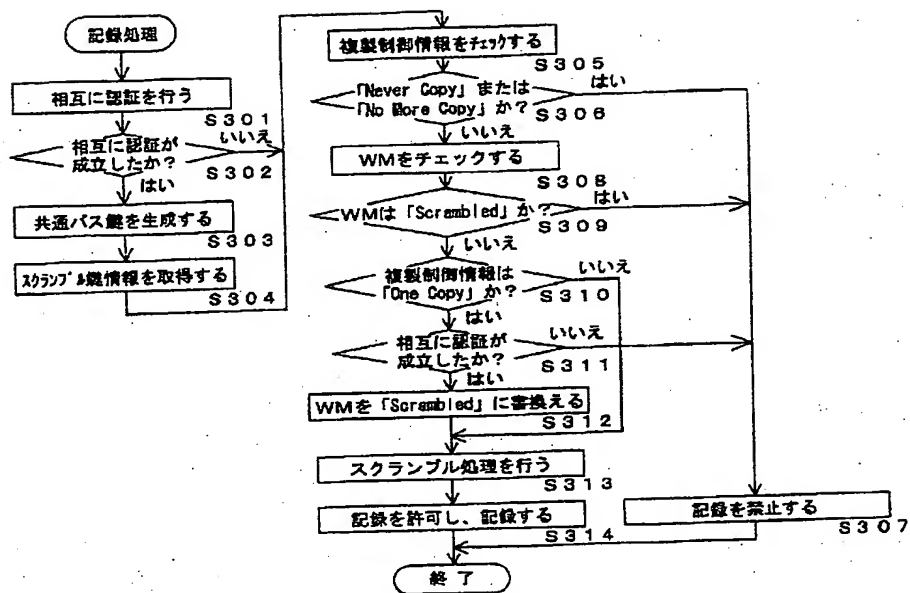 記録処理
相互に認証を行う
S301
相互に認証が
成立したか?
いいえ
S302
はい
共通バス鍵を生成する
S303
スクランブル鍵情報を取得する
S304
複製制御情報をチェックする
S305
「Never Copy」または
「No More Copy」か?
はい
S306
いいえ
WMをチェックする
S308
WMは「Scrambled」か?
はい
S309
いいえ
複製制御情報は
「One Copy」か?
いいえ
S310
はい
相互に認証が
成立したか?
いいえ
S311
はい
WMを「Scrambled」に書換える
S312
スクランブル処理を行う
S313
記録を許可し、記録する
S314
記録を禁止する
S307
終了